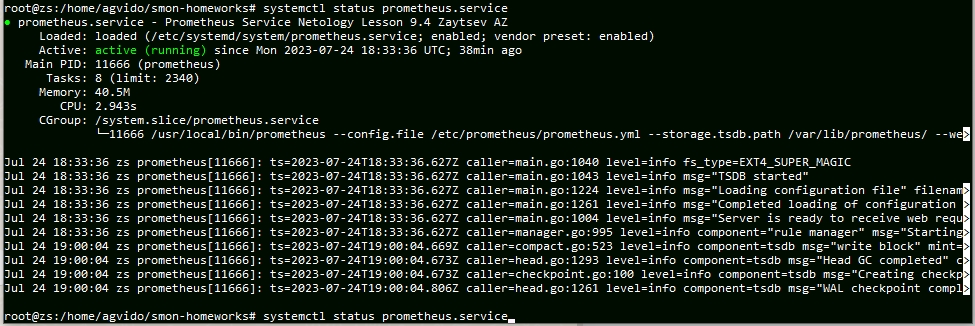 root@zs:/home/agvido/smon-homeworks# systemctl status prometheus.service
● prometheus.service - Prometheus Service Netology Lesson 9.4 Zaytsev AZ
Loaded: loaded (/etc/systemd/system/prometheus.service; enabled; vendor preset: enabled)
Active: active (running) since Mon 2023-07-24 18:33:36 UTC; 38min ago
Main PID: 11666 (prometheus)
Tasks: 8 (limit: 2340)
Memory: 40.5M
CPU: 2.943s
CGroup: /system.slice/prometheus.service
└─11666 /usr/local/bin/prometheus --config.file /etc/prometheus/prometheus.yml --storage.tsdb.path /var/lib/prometheus/ --we>
Jul 24 18:33:36 zs prometheus[11666]: ts=2023-07-24T18:33:36.627Z caller=main.go:1040 level=info fs_type=EXT4_SUPER_MAGIC
Jul 24 18:33:36 zs prometheus[11666]: ts=2023-07-24T18:33:36.627Z caller=main.go:1043 level=info msg="TSDB started"
Jul 24 18:33:36 zs prometheus[11666]: ts=2023-07-24T18:33:36.627Z caller=main.go:1224 level=info msg="Loading configuration file" filenam>
Jul 24 18:33:36 zs prometheus[11666]: ts=2023-07-24T18:33:36.627Z caller=main.go:1261 level=info msg="Completed loading of configuration >
Jul 24 18:33:36 zs prometheus[11666]: ts=2023-07-24T18:33:36.627Z caller=main.go:1004 level=info msg="Server is ready to receive web requ>
Jul 24 18:33:36 zs prometheus[11666]: ts=2023-07-24T18:33:36.627Z caller=manager.go:995 level=info component="rule manager" msg="Starting>
Jul 24 19:00:04 zs prometheus[11666]: ts=2023-07-24T19:00:04.669Z caller=compact.go:523 level=info component=tsdb msg="write block" mint=>
Jul 24 19:00:04 zs prometheus[11666]: ts=2023-07-24T19:00:04.673Z caller=head.go:1293 level=info component=tsdb msg="Head GC completed" c>
Jul 24 19:00:04 zs prometheus[11666]: ts=2023-07-24T19:00:04.673Z caller=checkpoint.go:100 level=info component=tsdb msg="Creating checkp>
Jul 24 19:00:04 zs prometheus[11666]: ts=2023-07-24T19:00:04.806Z caller=head.go:1261 level=info component=tsdb msg="WAL checkpoint compl>
root@zs:/home/agvido/smon-homeworks# systemctl status prometheus.service